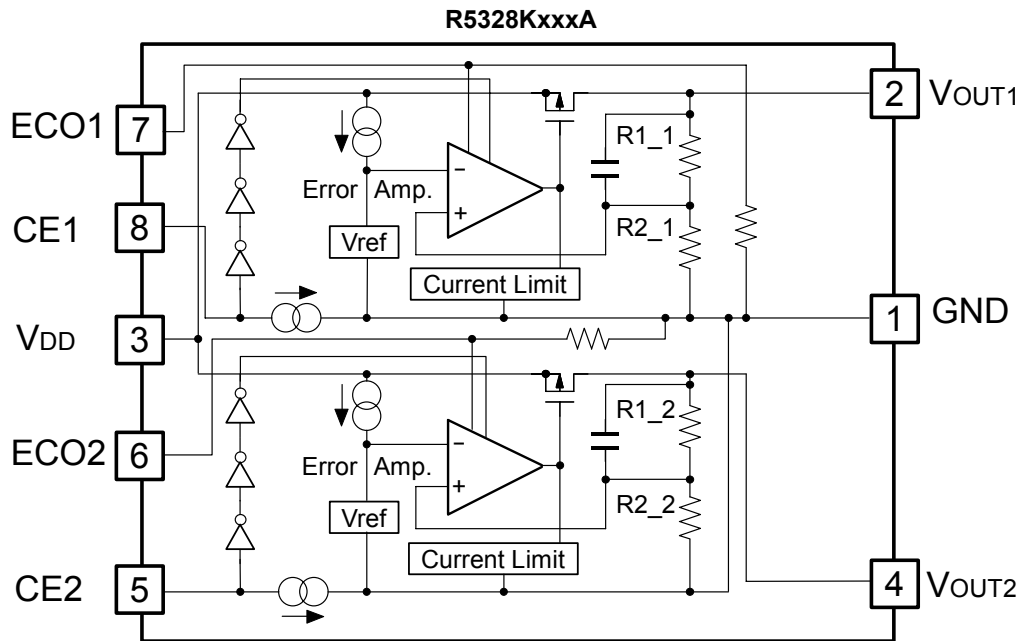 R5328KxxxA
ECO1
7
2
VOUT1
R1_1
Error Amp.
−
+
CE1
8
Vref
R2_1
Current Limit
VDD
3
1
GND
ECO2
6
R1_2
Error Amp.
−
+
Vref
R2_2
Current Limit
CE2
5
4
VOUT2